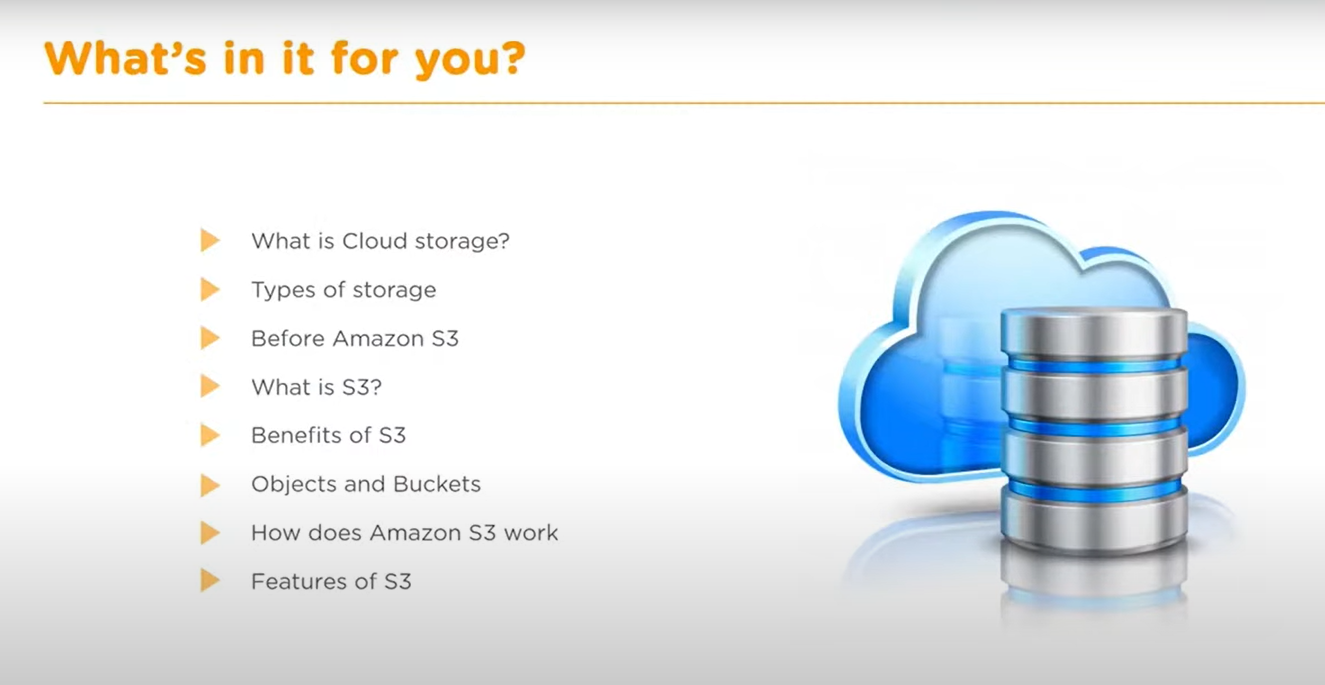 What's in it for you?
What is Cloud storage?
Types of storage
Before Amazon S3
What is S3?
Benefits of S3
Objects and Buckets
How does Amazon S3 work
Features of S3